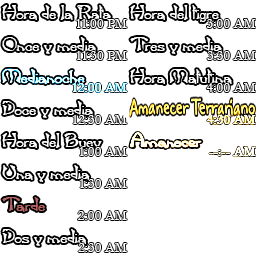 Hora de la Rata
11:00 PM
Once y media
11:30 PM
Medianoche
12:00 AM
Doce y media
12:30 AM
Hora del Buey
1:00 AM
Una y media
1:30 AM
Tarde
2:00 AM
Dos y media
2:30 AM
Hora del tigre
3:00 AM
Tres y media
3:30 AM
Hora Matutina
4:00 AM
Amanecer Terrariano
4:30 AM
Amanecer
--:-- AM